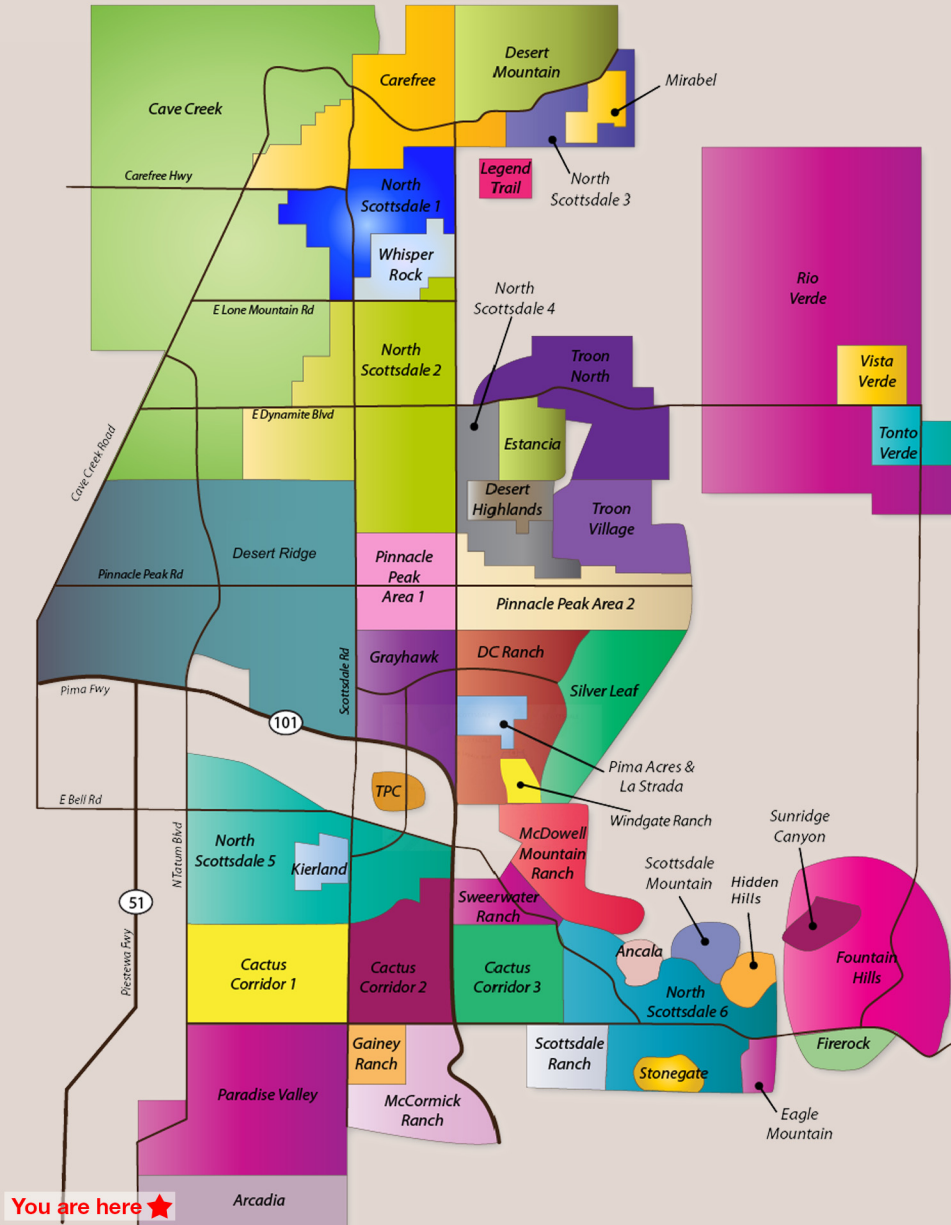 Desert
Mountain
Carefree
Mirabel
Cave Creek
Legend
Trail
Carefree Hwy
North
Scottsdale 1
North
Scottsdale 3
Whisper
Rock
Rio
Verde
North
Scottsdale 4
E Lone Mountain Rd
North
Scottsdale 2
Troon
North
Vista
Verde
E Dynamite Blvd
Cave Creek Road
Estancia
Tonto
Verde
Desert
Highlands
Troon
Village
Desert Ridge
Pinnacle
Peak
Area 1
Pinnacle Peak Rd
Pinnacle Peak Area 2
Scottsdale Rd
Grayhawk
DC Ranch
Silver Leaf
Pima Fwy
101
Pima Acres &
La Strada
TPC
E Bell Rd
Windgate Ranch
Sunridge
Canyon
N Tatum Blvd
North
Scottsdale 5
Kierland
McDowell
Mountain
Ranch
Scottsdale
Mountain
Hidden
Hills
51
Sweerwater
Ranch
Piestewa Fwy
Cactus
Corridor 1
Cactus
Corridor 2
Cactus
Corridor 3
Ancala
North
Scottsdale 6
Fountain
Hills
Gainey
Ranch
Scottsdale
Ranch
Stonegate
Firerock
Paradise Valley
McCormick
Ranch
Eagle
Mountain
You are here
Arcadia